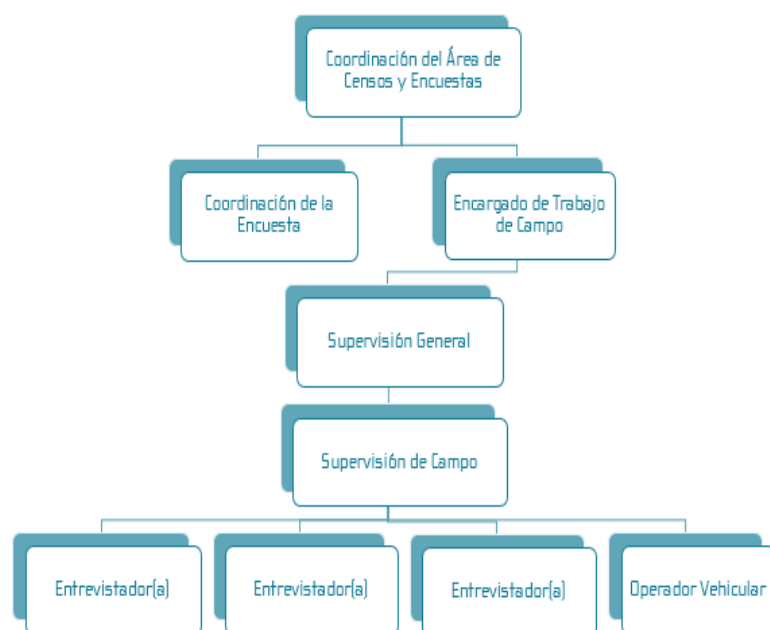 Coordinación del Área de
Censos y Encuestas
Coordinación de la
Encuesta
Encargado de Trabajo
de Campo
Supervisión General
Supervisión de Campo
Entrevistador(a)
Entrevistador(a)
Entrevistador(a)
Operador Vehicular